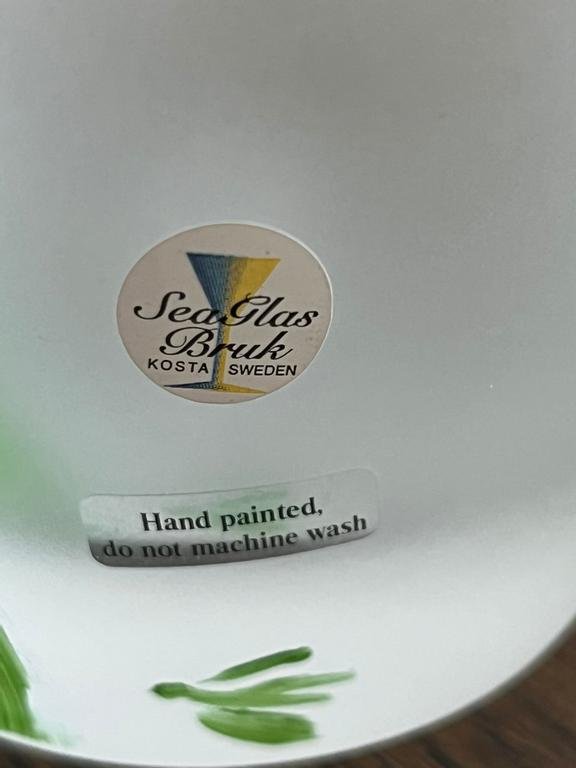 SeaGlas
Bruk
KOSTA SWEDEN
Hand painted,
do not machine wash